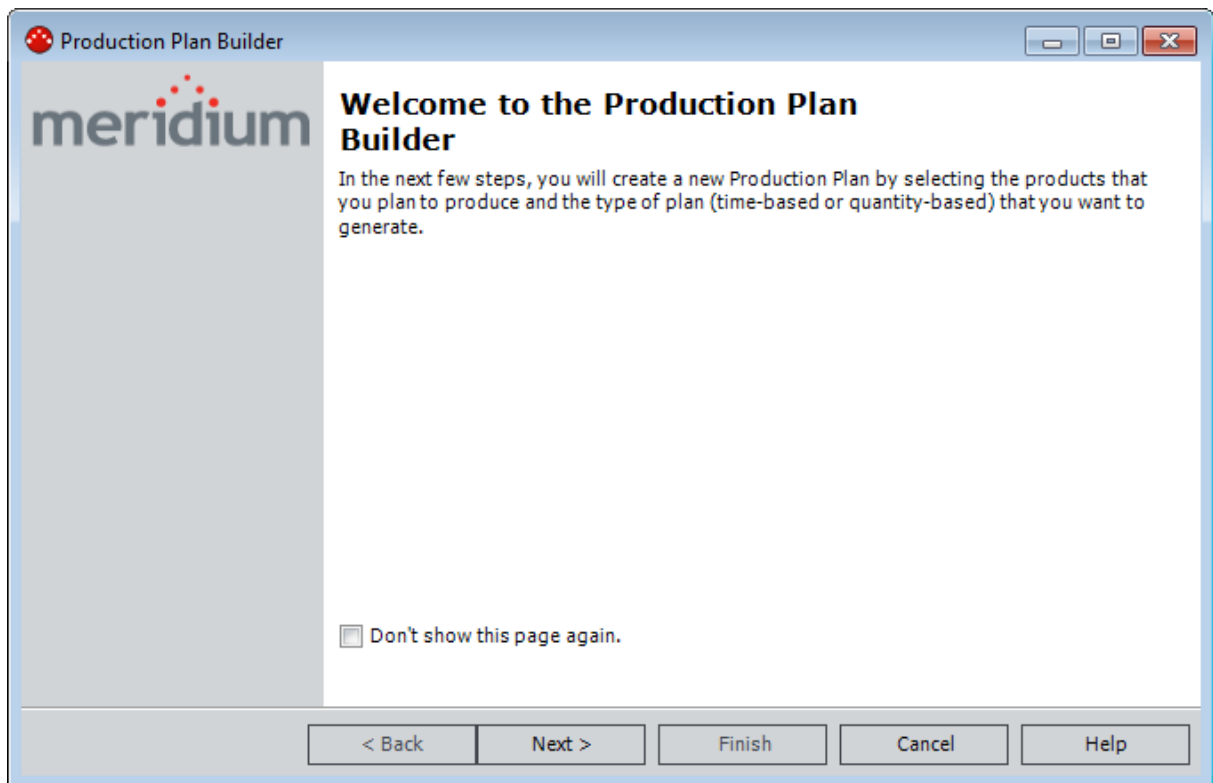 Production Plan Builder
meridium
Welcome to the Production Plan
Builder
In the next few steps, you will create a new Production Plan by selecting the products that
you plan to produce and the type of plan (time-based or quantity-based) that you want to
generate.
Don't show this page again.
< Back Next > Finish Cancel Help